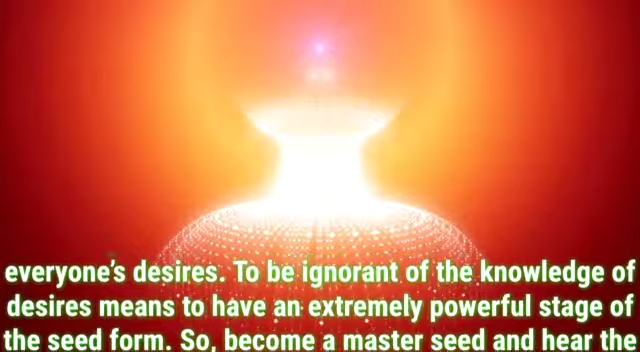 everyone's desires. To be ignorant of the knowledge of
desires means to have an extremely powerful stage of
the seed form. So, become a master seed and hear the